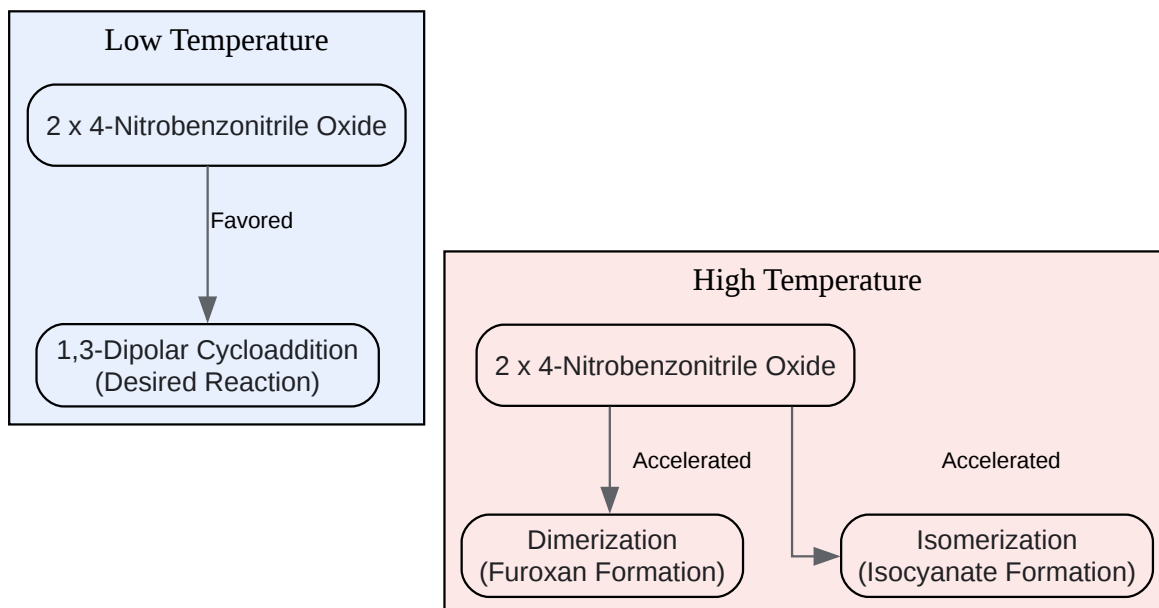 Low Temperature
2 x 4-Nitrobenzonitrile Oxide
Favored
1,3-Dipolar Cycloaddition
(Desired Reaction)
High Temperature
2 x 4-Nitrobenzonitrile Oxide
Accelerated
Accelerated
Dimerization
(Furoxan Formation)
Isomerization
(Isocyanate Formation)